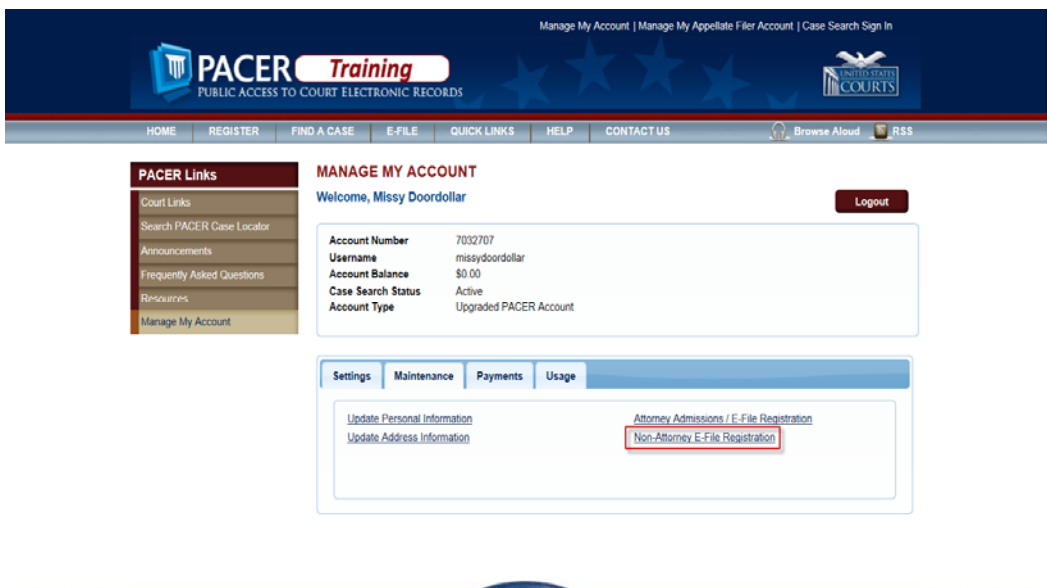 Manage My Account | Manage My Appellate Filer Account | Case Search Sign In
PACER Training
PUBLIC ACCESS TO COURT ELECTRONIC RECORDS
UNITED STATES
COURTS
HOME REGISTER FIND A CASE E-FILE QUICK LINKS HELP CONTACT US Browse Aloud RSS
PACER Links
Court Links
Search PACER Case Locator
Announcements
Frequently Asked Questions
Resources
Manage My Account
MANAGE MY ACCOUNT
Welcome, Missy Doordollar
Logout
Account Number 7032707
Username missydoordollar
Account Balance $0.00
Case Search Status Active
Account Type Upgraded PACER Account
Settings Maintenance Payments Usage
Update Personal Information Attorney Admissions / E-File Registration
Update Address Information Non-Attorney E-File Registration